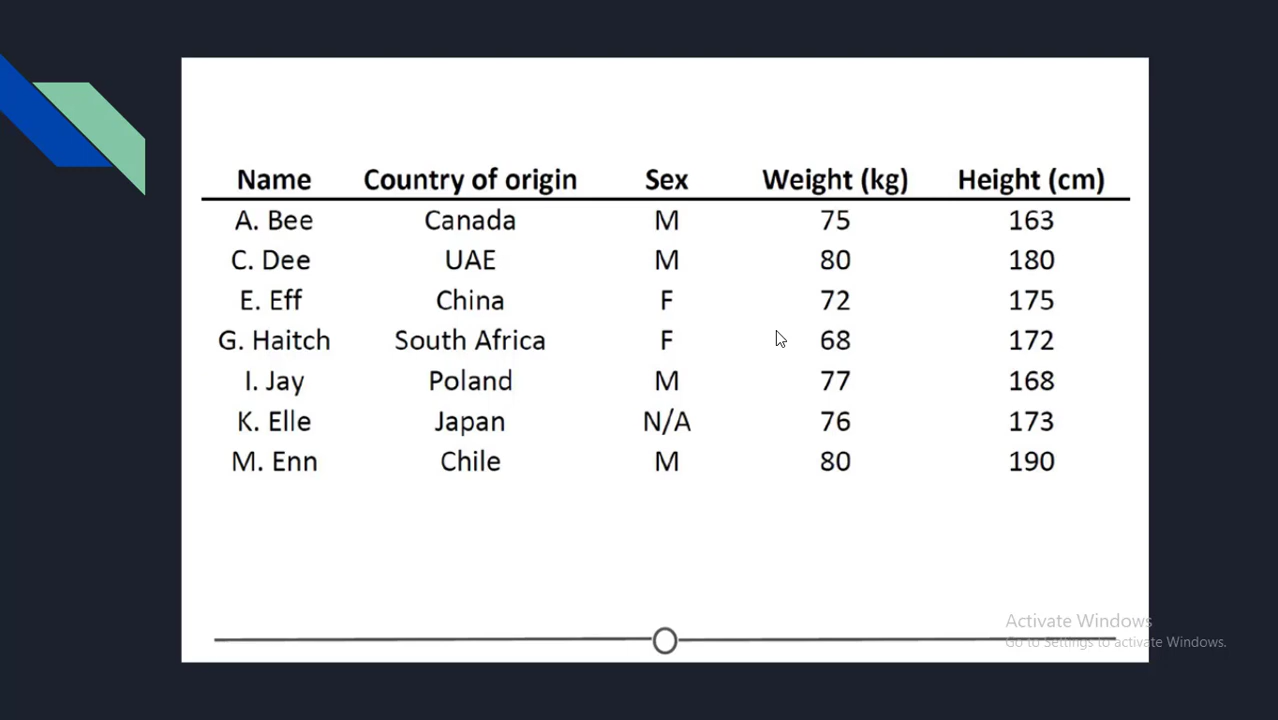 Name Country of origin Sex Weight (kg) Height (cm)
A. Bee Canada M 75 163
C. Dee UAE M 80 180
E. Eff China F 72 175
G. Haitch South Africa F 68 172
I. Jay Poland M 77 168
K. Elle Japan N/A 76 173
M. Enn Chile M 80 190
Activate Windows
Go to Settings to activate Windows.